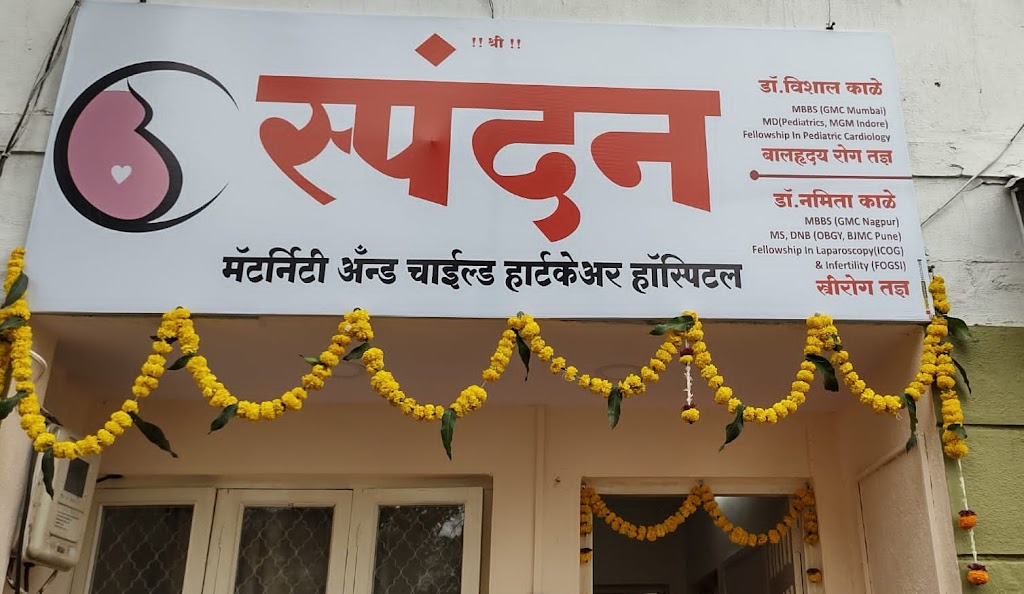 !! श्री !!
स्पंदन
मॅटर्निटी अँन्ड चाईल्ड हार्टकेअर हॉस्पिटल
डॉ.विशाल काळे
MBBS (GMC Mumbai)
MD(Pediatrics, MGM Indore)
Fellowship In Pediatric Cardiology
बालहृदय रोग तज्ञ
डॉ.नमिता काळे
MBBS (GMC Nagpur)
MS, DNB (OBGY, BJMC Pune)
Fellowship In Laparoscopy(ICOG)
& Infertility (FOGSI)
स्त्रीरोग तज्ञ